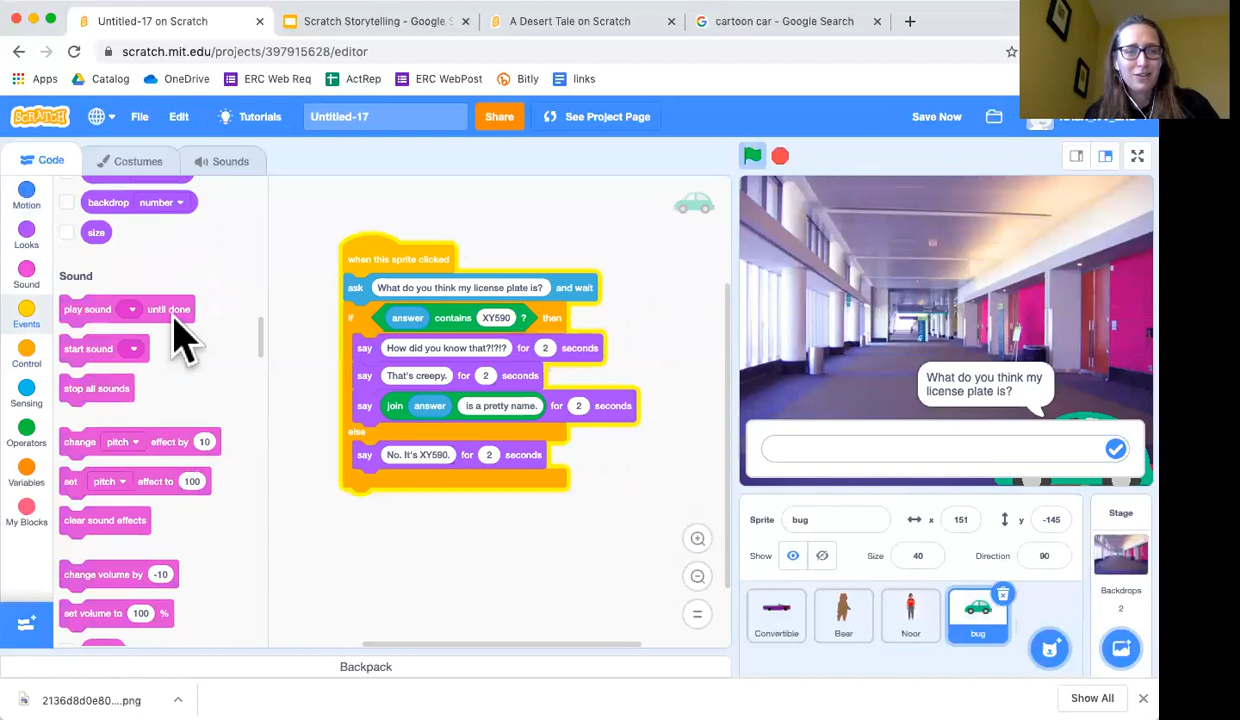 Untitled-17 on Scratch
Scratch Storytelling - Google S
A Desert Tale on Scratch
cartoon car - Google Search
scratch.mit.edu/projects/397915628/editor
Apps
Catalog
OneDrive
ERC Web Req
ActRep
ERC WebPost
Bitly
links
SCRATCH
File
Edit
Tutorials
Untitled-17
Share
See Project Page
Save Now
Code
Costumes
Sounds
Motion
Looks
Sound
Events
Control
Sensing
Operators
Variables
My Blocks
backdrop number
size
Sound
play sound until done
start sound
stop all sounds
change pitch effect by 10
set pitch effect to 100
clear sound effects
change volume by -10
set volume to 100 %
when this sprite clicked
ask What do you think my license plate is? and wait
if answer contains XY590 ? then
say How did you know that?!?!? for 2 seconds
say That's creepy. for 2 seconds
say join answer is a pretty name. for 2 seconds
else
say No. It's XY590. for 2 seconds
What do you think my
license plate is?
Sprite bug x 151 y -145
Show Size 40 Direction 90
Convertible
Bear
Noor
bug
Stage
Backdrops
2
Backpack
2136d8d0e80....png
Show All